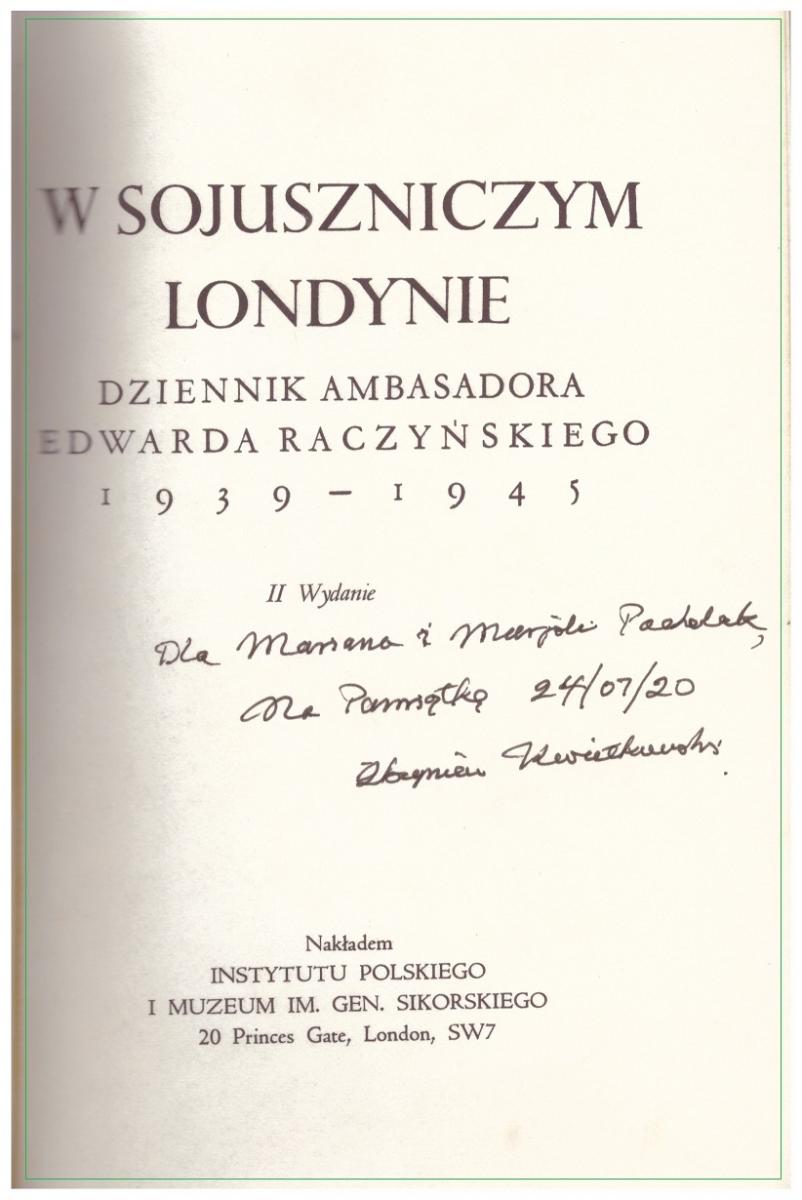 W SOJUSZNICZYM
LONDYNIE
DZIENNIK AMBASADORA
EDWARDA RACZYŃSKIEGO
1939–1945
II Wydanie
Dla Mariana i
Na Pamiątkę 24/07/20
Zbigniew Kwiatkowski.
Nakładem
INSTYTUTU POLSKIEGO
I MUZEUM IM. GEN. SIKORSKIEGO
20 Princes Gate, London, SW7